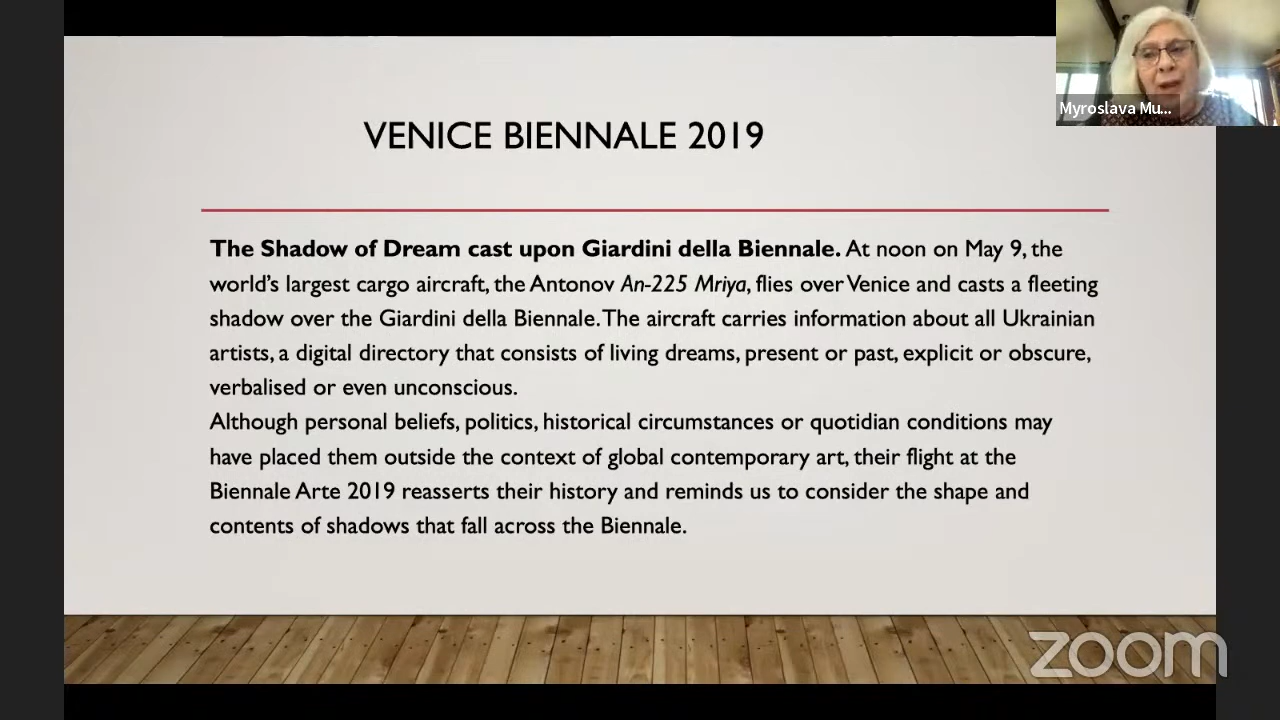 Myroslava Mu...
VENICE BIENNALE 2019
The Shadow of Dream cast upon Giardini della Biennale. At noon on May 9, the
world's largest cargo aircraft, the Antonov An-225 Mriya, flies over Venice and casts a fleeting
shadow over the Giardini della Biennale. The aircraft carries information about all Ukrainian
artists, a digital directory that consists of living dreams, present or past, explicit or obscure,
verbalised or even unconscious.
Although personal beliefs, politics, historical circumstances or quotidian conditions may
have placed them outside the context of global contemporary art, their flight at the
Biennale Arte 2019 reasserts their history and reminds us to consider the shape and
contents of shadows that fall across the Biennale.
zoom